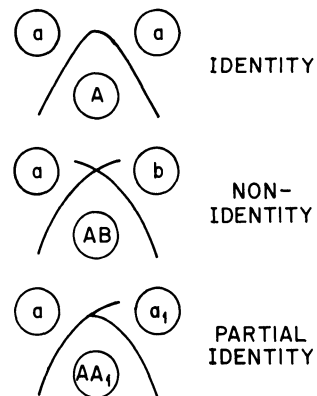 a a
A
IDENTITY
a b
AB
NON-
IDENTITY
a a₁
AA₁
PARTIAL
IDENTITY